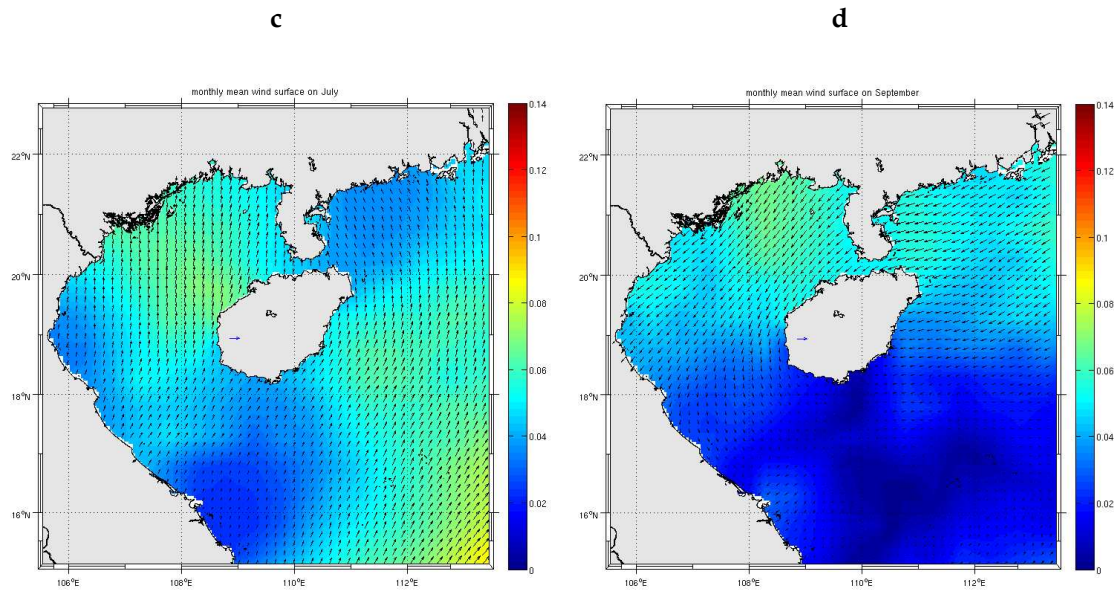 c
d
monthly mean wind surface on July
monthly mean wind surface on September
22°N
20°N
18°N
16°N
106°E
108°E
110°E
112°E
0.14
0.12
0.1
0.08
0.06
0.04
0.02
0
22°N
20°N
18°N
16°N
106°E
108°E
110°E
112°E
0.14
0.12
0.1
0.08
0.06
0.04
0.02
0